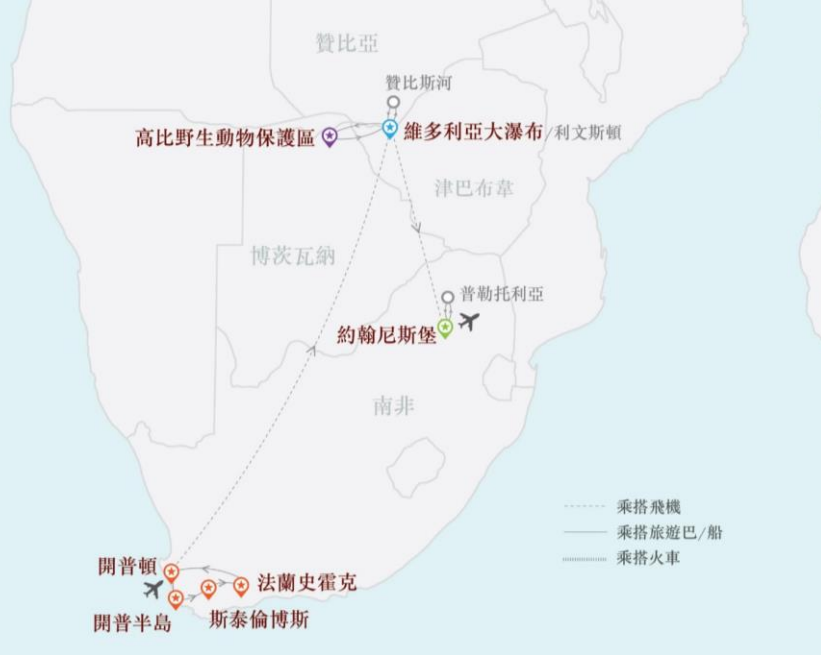 贊比亞
贊比斯河
高比野生動物保護區
維多利亞大瀑布/利文斯頓
津巴布韋
博茨瓦納
普勒托利亞
約翰尼斯堡
南非
乘搭飛機
乘搭旅遊巴/船
乘搭火車
開普頓
法蘭史霍克
開普半島
斯泰倫博斯